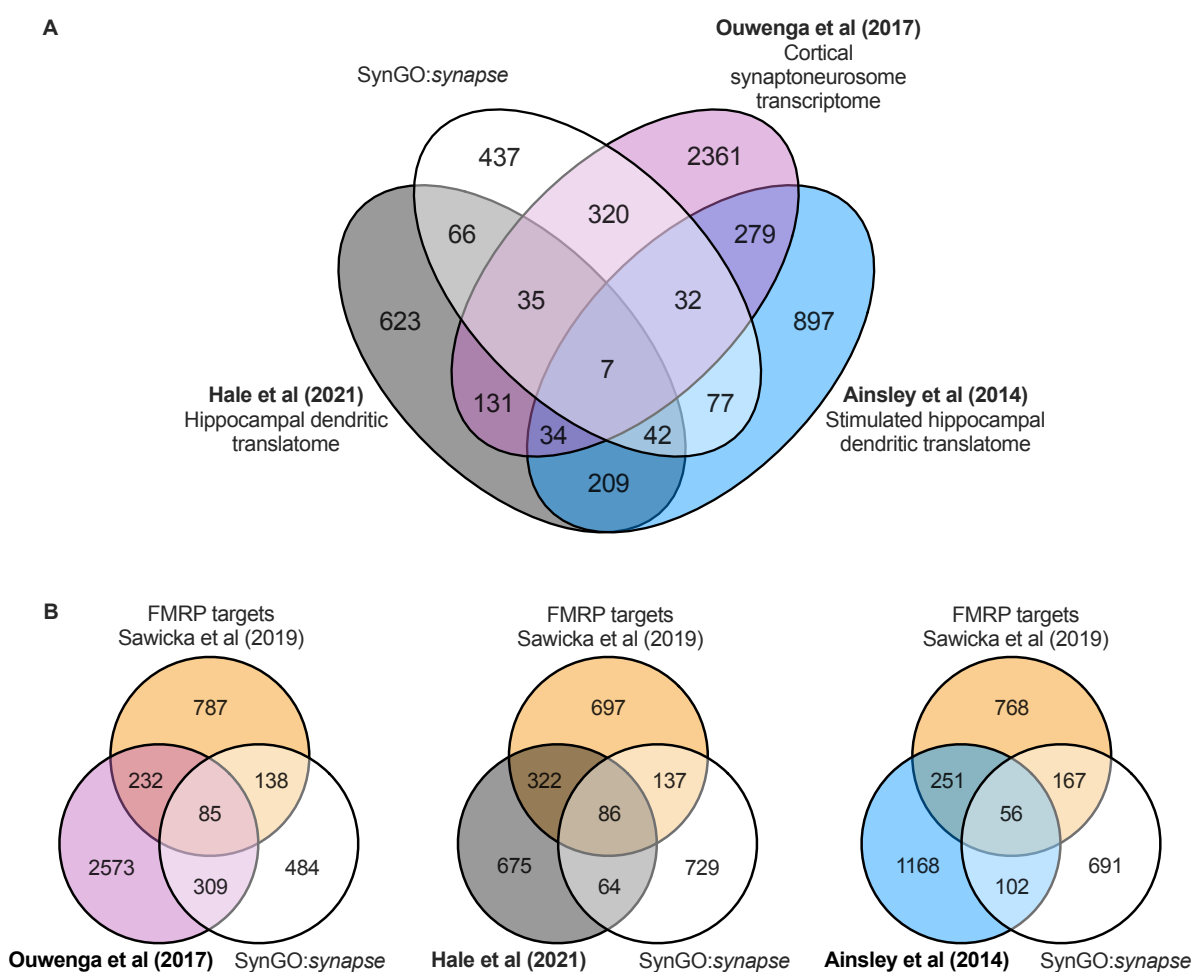 A
Ouwenga et al (2017)
Cortical
synaptoneurosome
transcriptome
SynGO:synapse
437
2361
320
66
279
35
32
623
897
7
Hale et al (2021)
Hippocampal dendritic
translatome
Ainsley et al (2014)
Stimulated hippocampal
dendritic translatome
131
77
34
42
209
B
FMRP targets
Sawicka et al (2019)
787
232
138
85
2573
484
309
Ouwenga et al (2017)
SynGO:synapse
FMRP targets
Sawicka et al (2019)
697
322
137
86
675
729
64
Hale et al (2021)
SynGO:synapse
FMRP targets
Sawicka et al (2019)
768
251
167
56
1168
691
102
Ainsley et al (2014)
SynGO:synapse